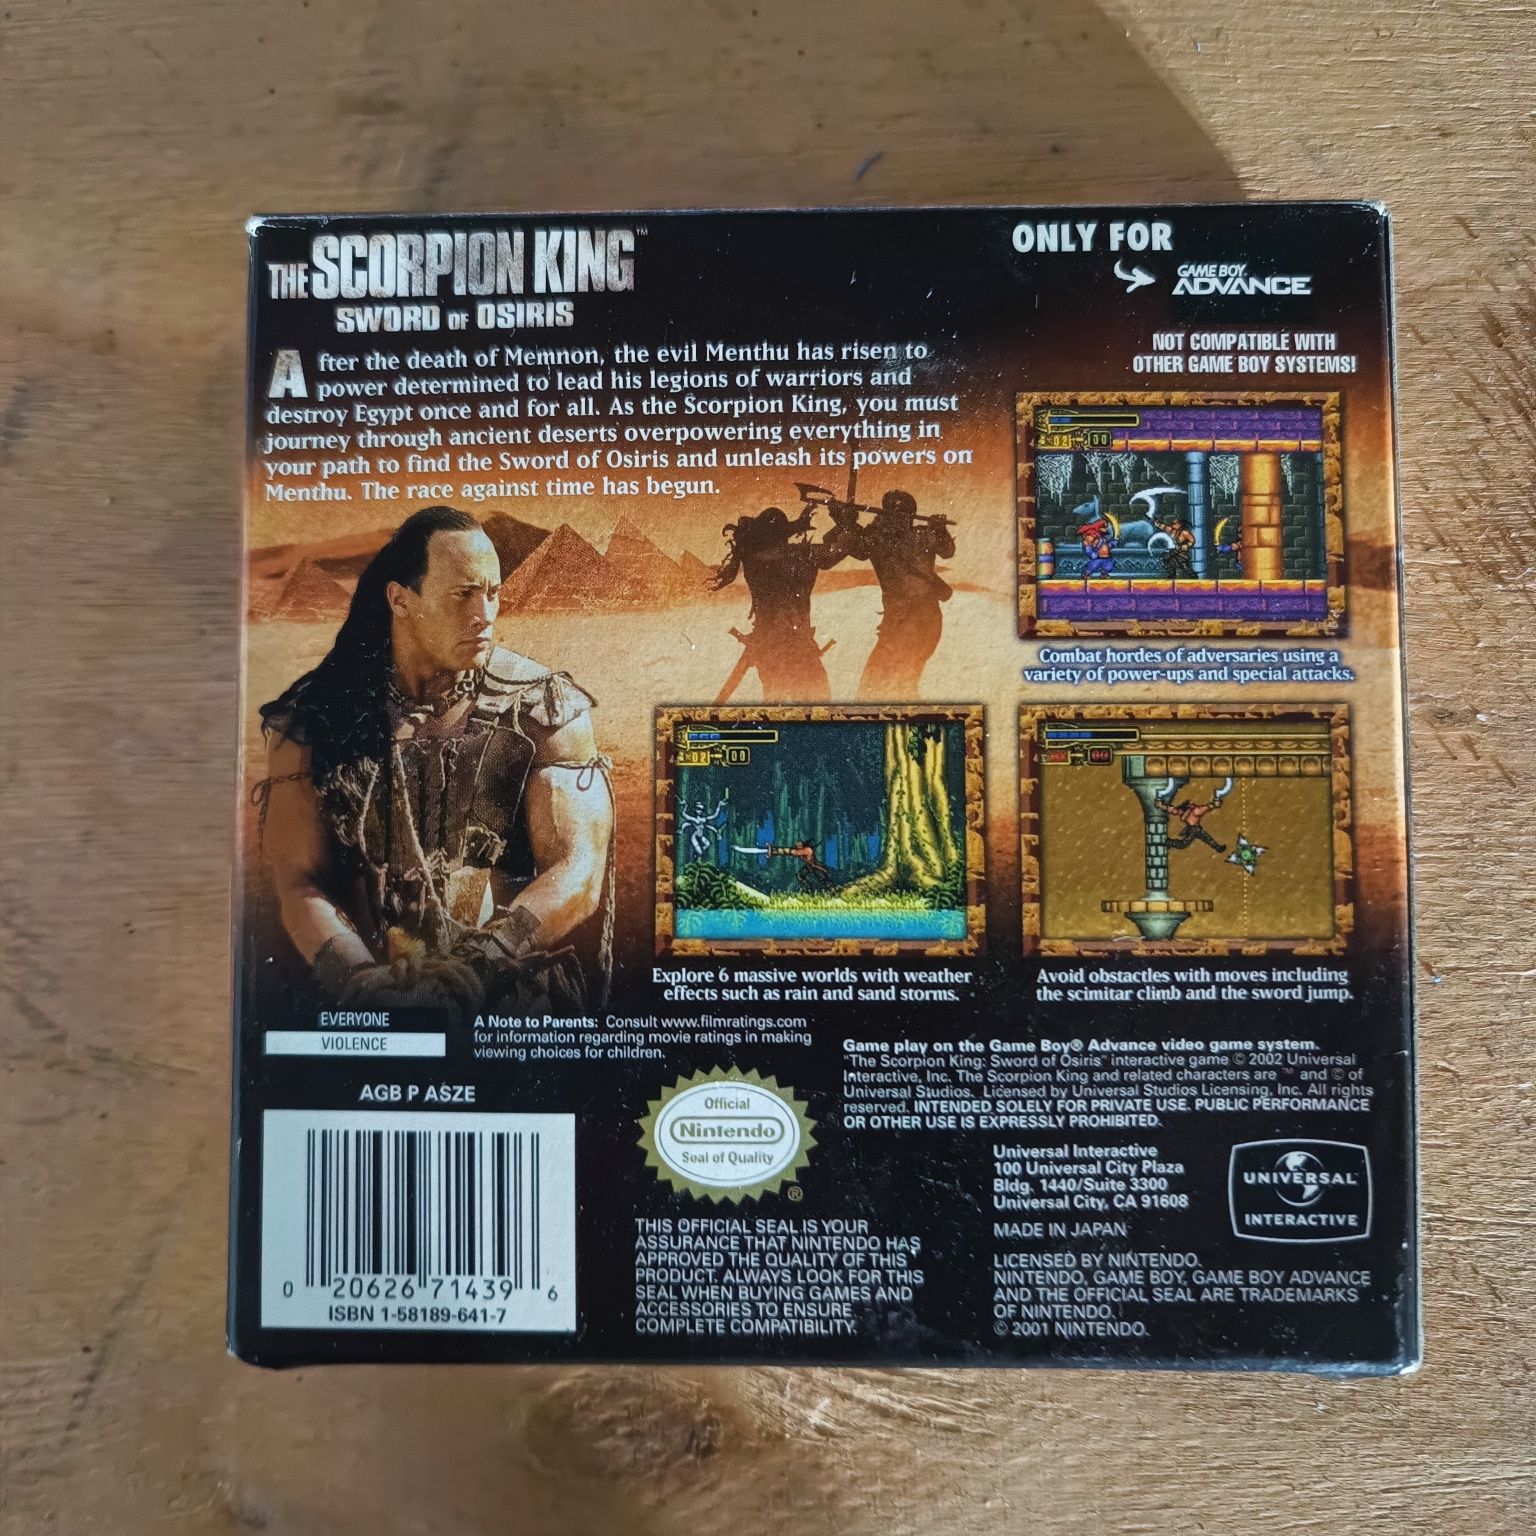 THE SCORPION KING™
SWORD OF OSIRIS
ONLY FOR
GAME BOY
ADVANCE
NOT COMPATIBLE WITH
OTHER GAME BOY SYSTEMS!
After the death of Memnon, the evil Menthu has risen to
power determined to lead his legions of warriors and
destroy Egypt once and for all. As the Scorpion King, you must
journey through ancient deserts overpowering everything in
your path to find the Sword of Osiris and unleash its powers on
Menthu. The race against time has begun.
×02 00
Combat hordes of adversaries using a
variety of power-ups and special attacks.
×02 00
Explore 6 massive worlds with weather
effects such as rain and sand storms.
Avoid obstacles with moves including
the scimitar climb and the sword jump.
EVERYONE
VIOLENCE
A Note to Parents: Consult www.filmratings.com
for information regarding movie ratings in making
viewing choices for children.
Game play on the Game Boy® Advance video game system.
"The Scorpion King: Sword of Osiris" interactive game © 2002 Universal
Interactive, Inc. The Scorpion King and related characters are ™ and © of
Universal Studios. Licensed by Universal Studios Licensing, Inc. All rights
reserved. INTENDED SOLELY FOR PRIVATE USE. PUBLIC PERFORMANCE
OR OTHER USE IS EXPRESSLY PROHIBITED.
AGB P ASZE
0 20626 71439 6
ISBN 1-58189-641-7
Official
Nintendo
Seal of Quality
®
THIS OFFICIAL SEAL IS YOUR
ASSURANCE THAT NINTENDO HAS
APPROVED THE QUALITY OF THIS
PRODUCT. ALWAYS LOOK FOR THIS
SEAL WHEN BUYING GAMES AND
ACCESSORIES TO ENSURE
COMPLETE COMPATIBILITY.
Universal Interactive
100 Universal City Plaza
Bldg. 1440/Suite 3300
Universal City, CA 91608
MADE IN JAPAN
LICENSED BY NINTENDO.
NINTENDO, GAME BOY, GAME BOY ADVANCE
AND THE OFFICIAL SEAL ARE TRADEMARKS
OF NINTENDO.
© 2001 NINTENDO.
UNIVERSAL
INTERACTIVE